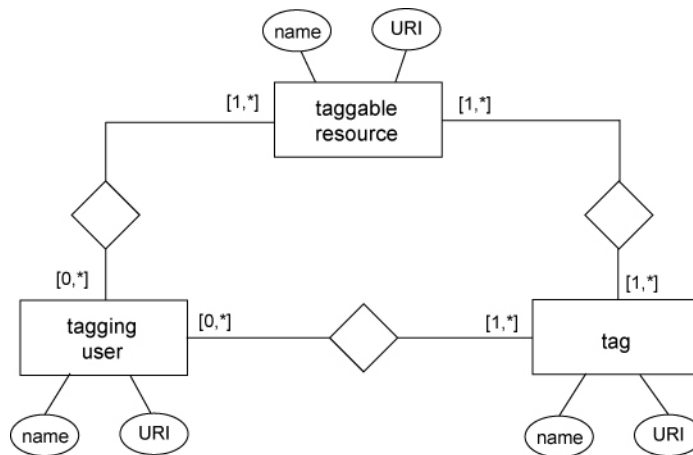 name
URI
[1,*]
taggable
resource
[1,*]
[0,*]
[1,*]
tagging
user
[0,*]
[1,*]
tag
name
URI
name
URI